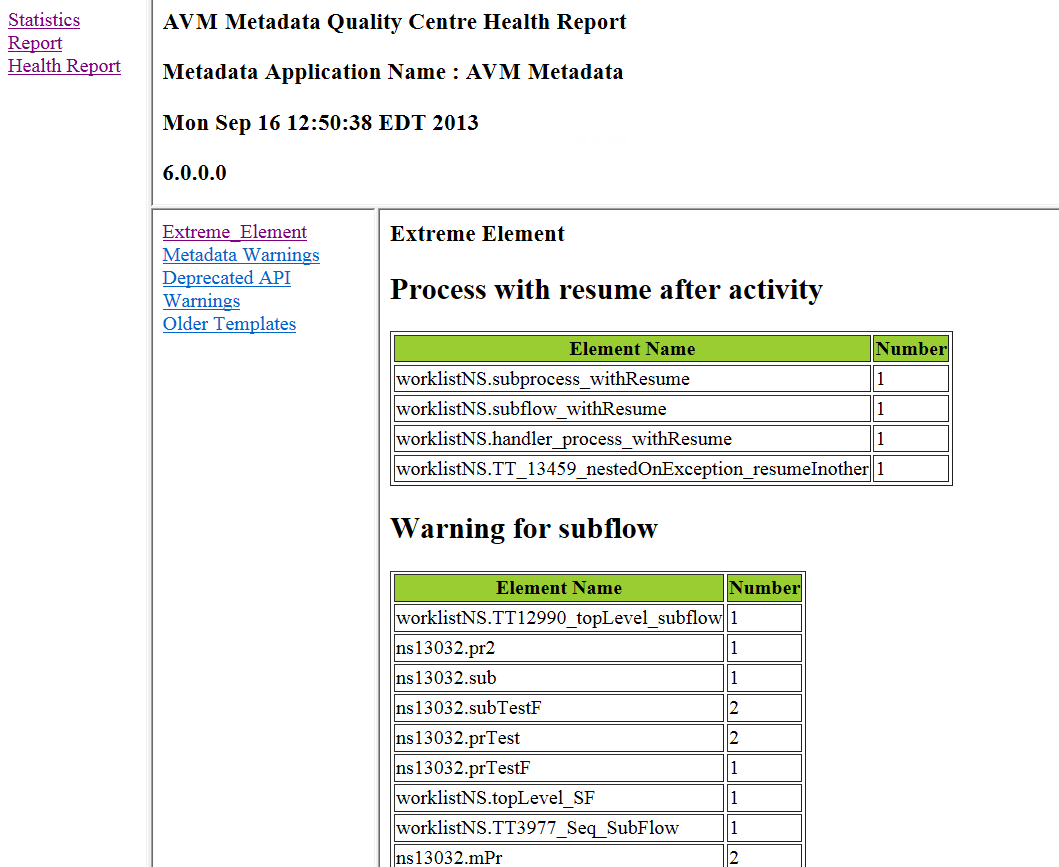 Statistics
Report
Health Report
AVM Metadata Quality Centre Health Report
Metadata Application Name : AVM Metadata
Mon Sep 16 12:50:38 EDT 2013
6.0.0.0
Extreme_Element
Metadata Warnings
Deprecated API
Warnings
Older Templates
Extreme Element
Process with resume after activity
Element Name Number
worklistNS.subprocess_withResume 1
worklistNS.subflow_withResume 1
worklistNS.handler_process_withResume 1
worklistNS.TT_13459_nestedOnException_resumeInother 1
Warning for subflow
Element Name Number
worklistNS.TT12990_topLevel_subflow 1
ns13032.pr2 1
ns13032.sub 1
ns13032.subTestF 2
ns13032.prTest 2
ns13032.prTestF 1
worklistNS.topLevel_SF 1
worklistNS.TT3977_Seq_SubFlow 1
ns13032.mPr 2